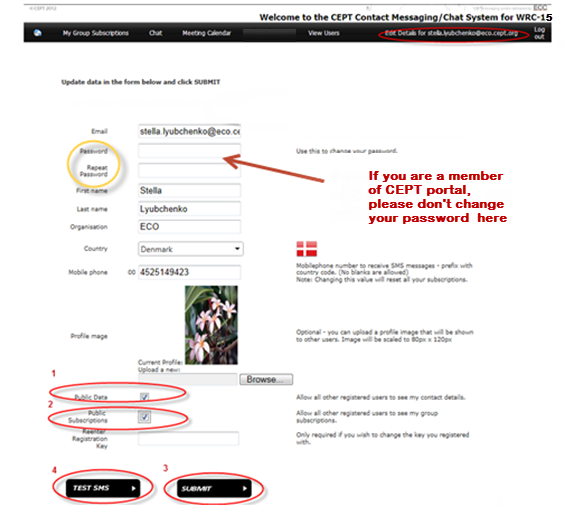 ©CEPT 2012
ECC
Welcome to the CEPT Contact Messaging/Chat System for WRC-15
My Group Subscriptions Chat Meeting Calendar View Users Edit Details for stella.lyubchenko@eco.cept.org Log out
Update data in the form below and click SUBMIT
Email stella.lyubchenko@eco.ce
Password Use this to change your password.
Repeat
Password
If you are a member
of CEPT portal,
please don't change
your password here
First name Stella
Last name Lyubchenko
Organisation ECO
Country Denmark
Mobile phone 00 4525149423
Mobilephone number to receive SMS messages - prefix with
country code. (No blanks are allowed)
Note: Changing this value will reset all your subscriptions.
Profile mage
Optional - you can upload a profile image that will be shown
to other users. Image will be scaled to 80px x 120px
Current Profile:
Upload a new:
Browse...
1
Public Data Allow all other registered users to see my contact details.
2
Public
Subscriptions
Allow all other registered users to see my group
subscriptions.
Reenter
Registration
Key
Only required if you wish to change the key you registered
with.
4 TEST SMS
3 SUBMIT